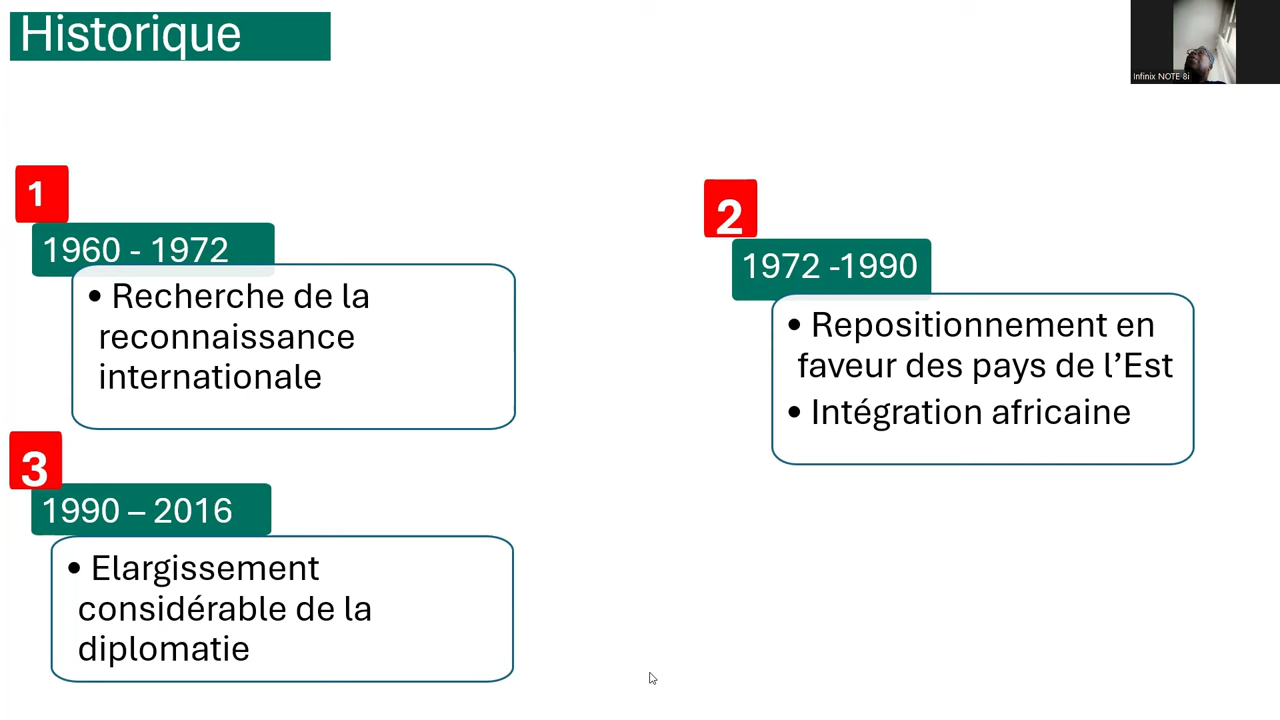 Historique
Infinix NOTE 8i
1
1960 - 1972
• Recherche de la
reconnaissance
internationale
2
1972 -1990
• Repositionnement en
faveur des pays de l’Est
• Intégration africaine
3
1990 – 2016
• Elargissement
considérable de la
diplomatie